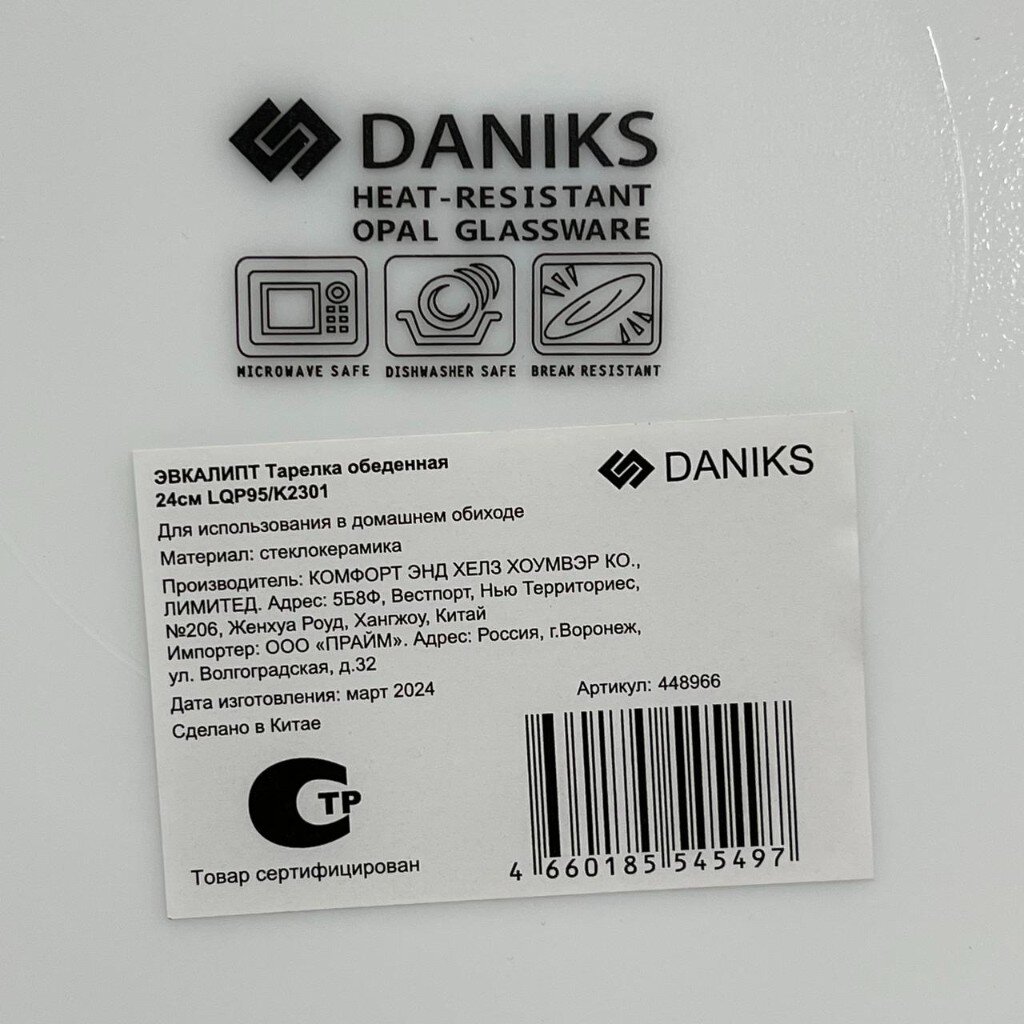 DANIKS
HEAT-RESISTANT
OPAL GLASSWARE
MICROWAVE SAFE DISHWASHER SAFE BREAK RESISTANT
ЭВКАЛИПТ Тарелка обеденная
24см LQP95/K2301
DANIKS
Для использования в домашнем обиходе
Материал: стеклокерамика
Производитель: КОМФОРТ ЭНД ХЕЛЗ ХОУМВЭР КО.,
ЛИМИТЕД. Адрес: 5Б8Ф, Вестпорт, Нью Территориес,
№206, Женхуа Роуд, Хангжоу, Китай
Импортер: ООО «ПРАЙМ». Адрес: Россия, г.Воронеж,
ул. Волгоградская, д.32
Дата изготовления: март 2024
Сделано в Китае
Артикул: 448966
СТР
Товар сертифицирован
4 660185 545497